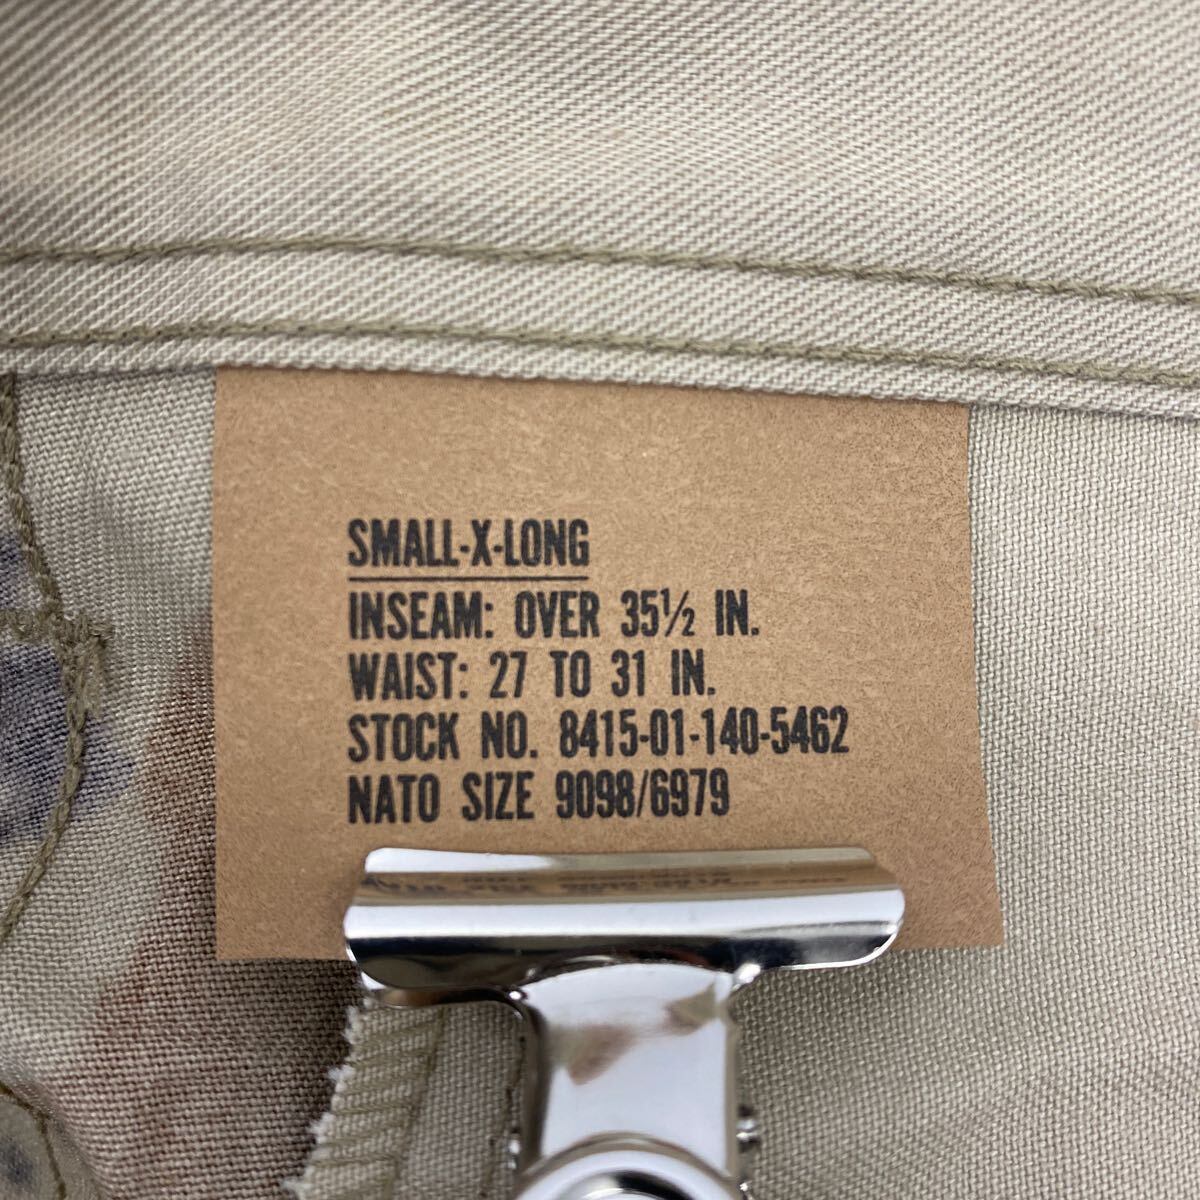 SMALL-X-LONG
INSEAM: OVER 35½ IN.
WAIST: 27 TO 31 IN.
STOCK NO. 8415-01-140-5462
NATO SIZE 9098/6979